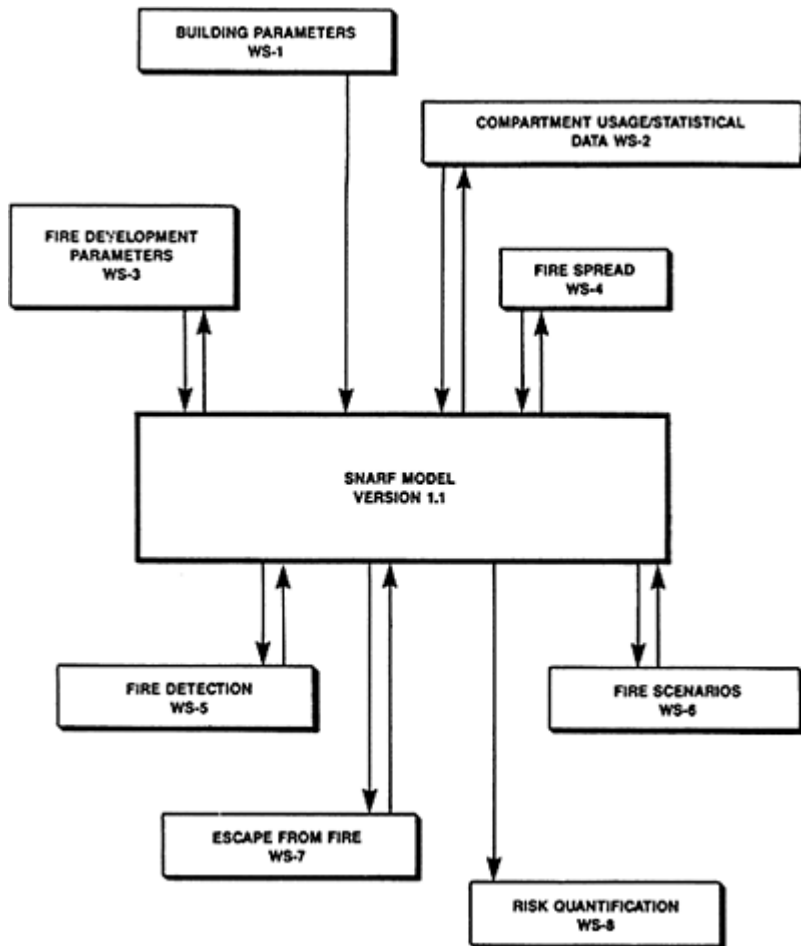 BUILDING PARAMETERS
WS-1
COMPARTMENT USAGE/STATISTICAL
DATA WS-2
FIRE DEVELOPMENT
PARAMETERS
WS-3
FIRE SPREAD
WS-4
SNARF MODEL
VERSION 1.1
FIRE DETECTION
WS-5
FIRE SCENARIOS
WS-6
ESCAPE FROM FIRE
WS-7
RISK QUANTIFICATION
WS-8